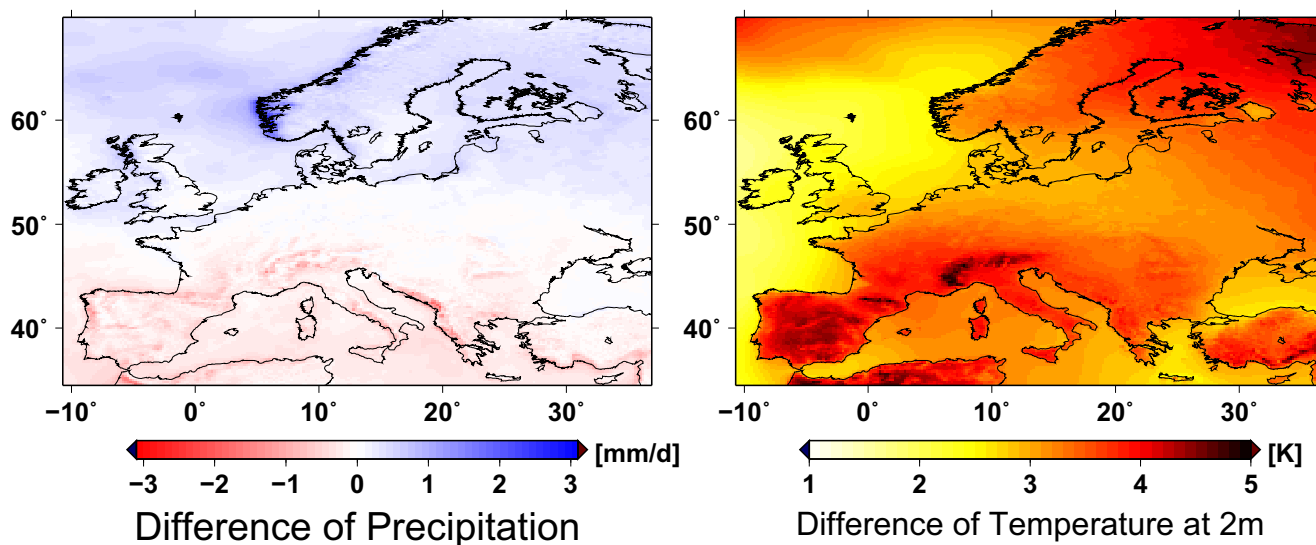 60˚
50˚
40˚
−10˚ 0˚ 10˚ 20˚ 30˚
[mm/d]
−3 −2 −1 0 1 2 3
Difference of Precipitation
60˚
50˚
40˚
−10˚ 0˚ 10˚ 20˚ 30˚
[K]
1 2 3 4 5
Difference of Temperature at 2m